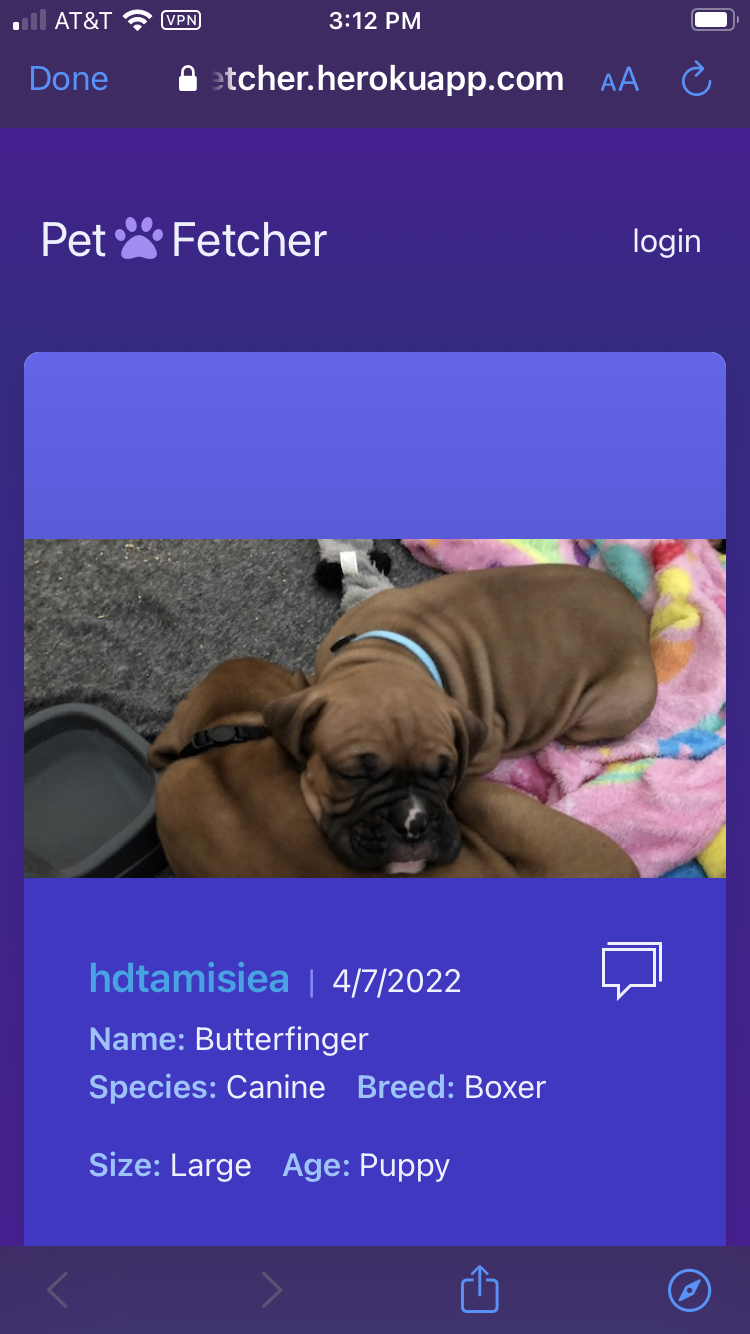 AT&T VPN 3:12 PM
Done etcher.herokuapp.com AA
Pet Fetcher login
hdtamisiea | 4/7/2022
Name: Butterfinger
Species: Canine Breed: Boxer
Size: Large Age: Puppy